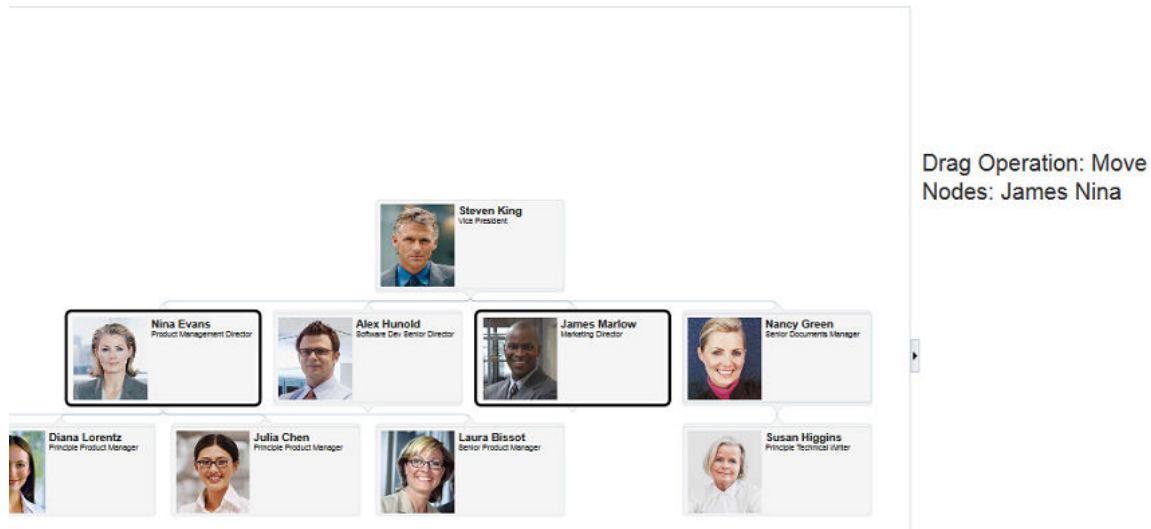 Drag Operation: Move
Nodes: James Nina
Steven King
Vice President
Nina Evans
Product Management Director
Alex Hunold
Software Dev Senior Director
James Marlow
Marketing Director
Nancy Green
Senior Documents Manager
Diana Lorentz
Principle Product Manager
Julia Chen
Principle Product Manager
Laura Bissot
Senior Product Manager
Susan Higgins
Principle Technical Writer